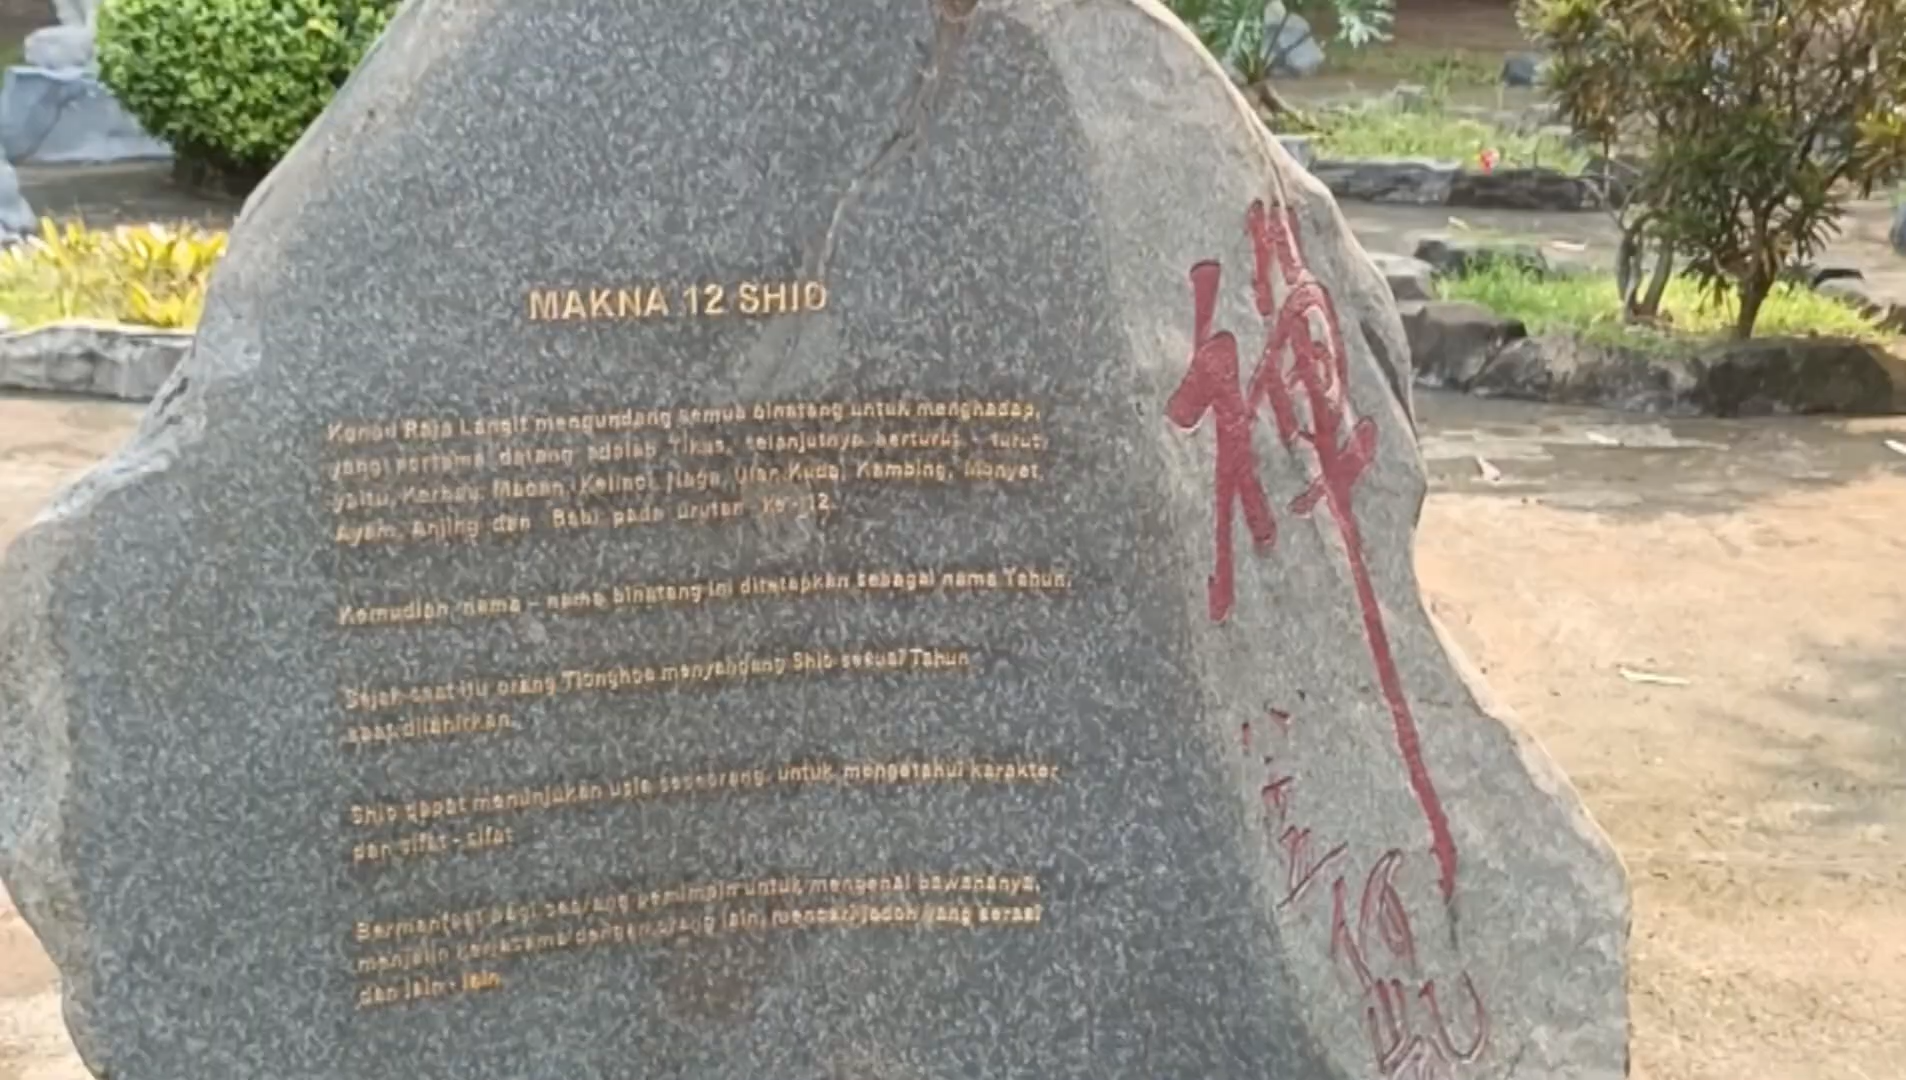 MAKNA 12 SHIO
Konon Raja Langit mengundang semua binatang untuk menghadap,
yang pertama datang adalah Tikus, selanjutnya berturut - turut
yaitu, Kerbau, Macan, Kelinci, Naga, Ular, Kuda, Kambing, Monyet,
Ayam, Anjing dan Babi pada urutan ke - 12.
Kemudian nama - nama binatang ini ditetapkan sebagai nama Tahun.
Sejak saat itu orang Tionghoa menyandang Shio sesuai Tahun
saat dilahirkan.
Shio dapat menunjukan usia seseorang, untuk mengetahui karakter
dan sifat - sifat
Bermanfaat bagi seorang pemimpin untuk mengenal bawahanya,
menjalin kerjasama dengan orang lain, mencari jodoh yang serasi
dan lain - lain
禅